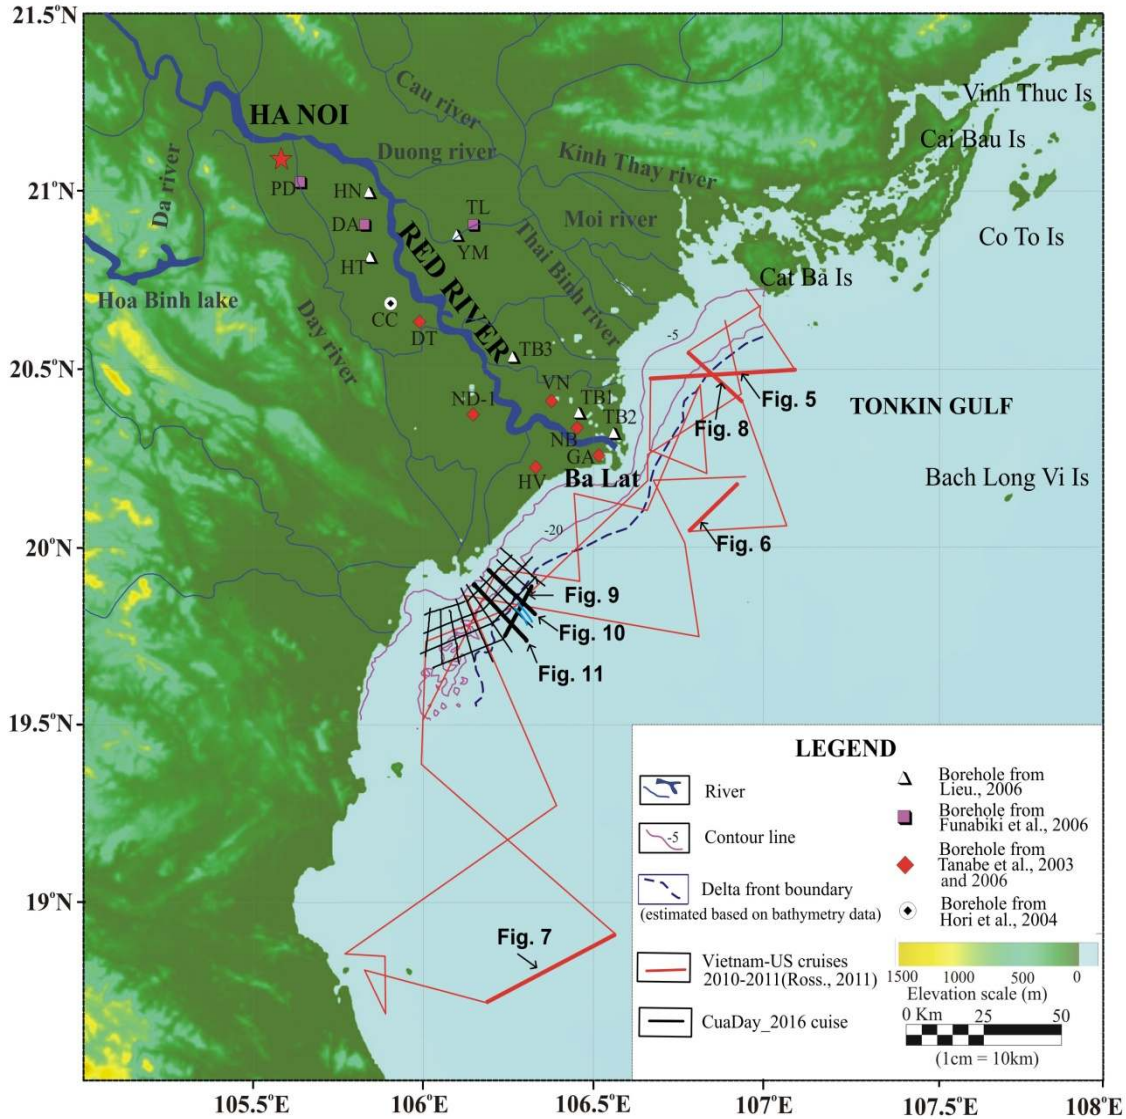 21.5°N
Vinh Thuc Is
Cau river
HA NOI
Cai Bau Is
Duong river
Kinh Thay river
Da river
21°N
PD
HN
TL
Moi river
DA
RED RIVER
YM
Thai Binh river
Co To Is
HT
Cat Ba Is
Hoa Binh lake
CC
DT
Day river
-5
TB3
20.5°N
VN
ND-1
TB1
Fig. 5
TONKIN GULF
TB2
Fig. 8
NB
GA
HV
Ba Lat
Bach Long Vi Is
-20
20°N
Fig. 6
Fig. 9
Fig. 10
Fig. 11
19.5°N
19°N
Fig. 7
LEGEND
River
-5
Contour line
Delta front boundary
(estimated based on bathymetry data)
Vietnam-US cruises
2010-2011(Ross., 2011)
CuaDay_2016 cuise
Borehole from
Lieu., 2006
Borehole from
Funabiki et al., 2006
Borehole from
Tanabe et al., 2003
and 2006
Borehole from
Hori et al., 2004
1500 1000 500 0
Elevation scale (m)
0 Km 25 50
(1cm = 10km)
105.5°E 106°E 106.5°E 107°E 107.5°E 108°E